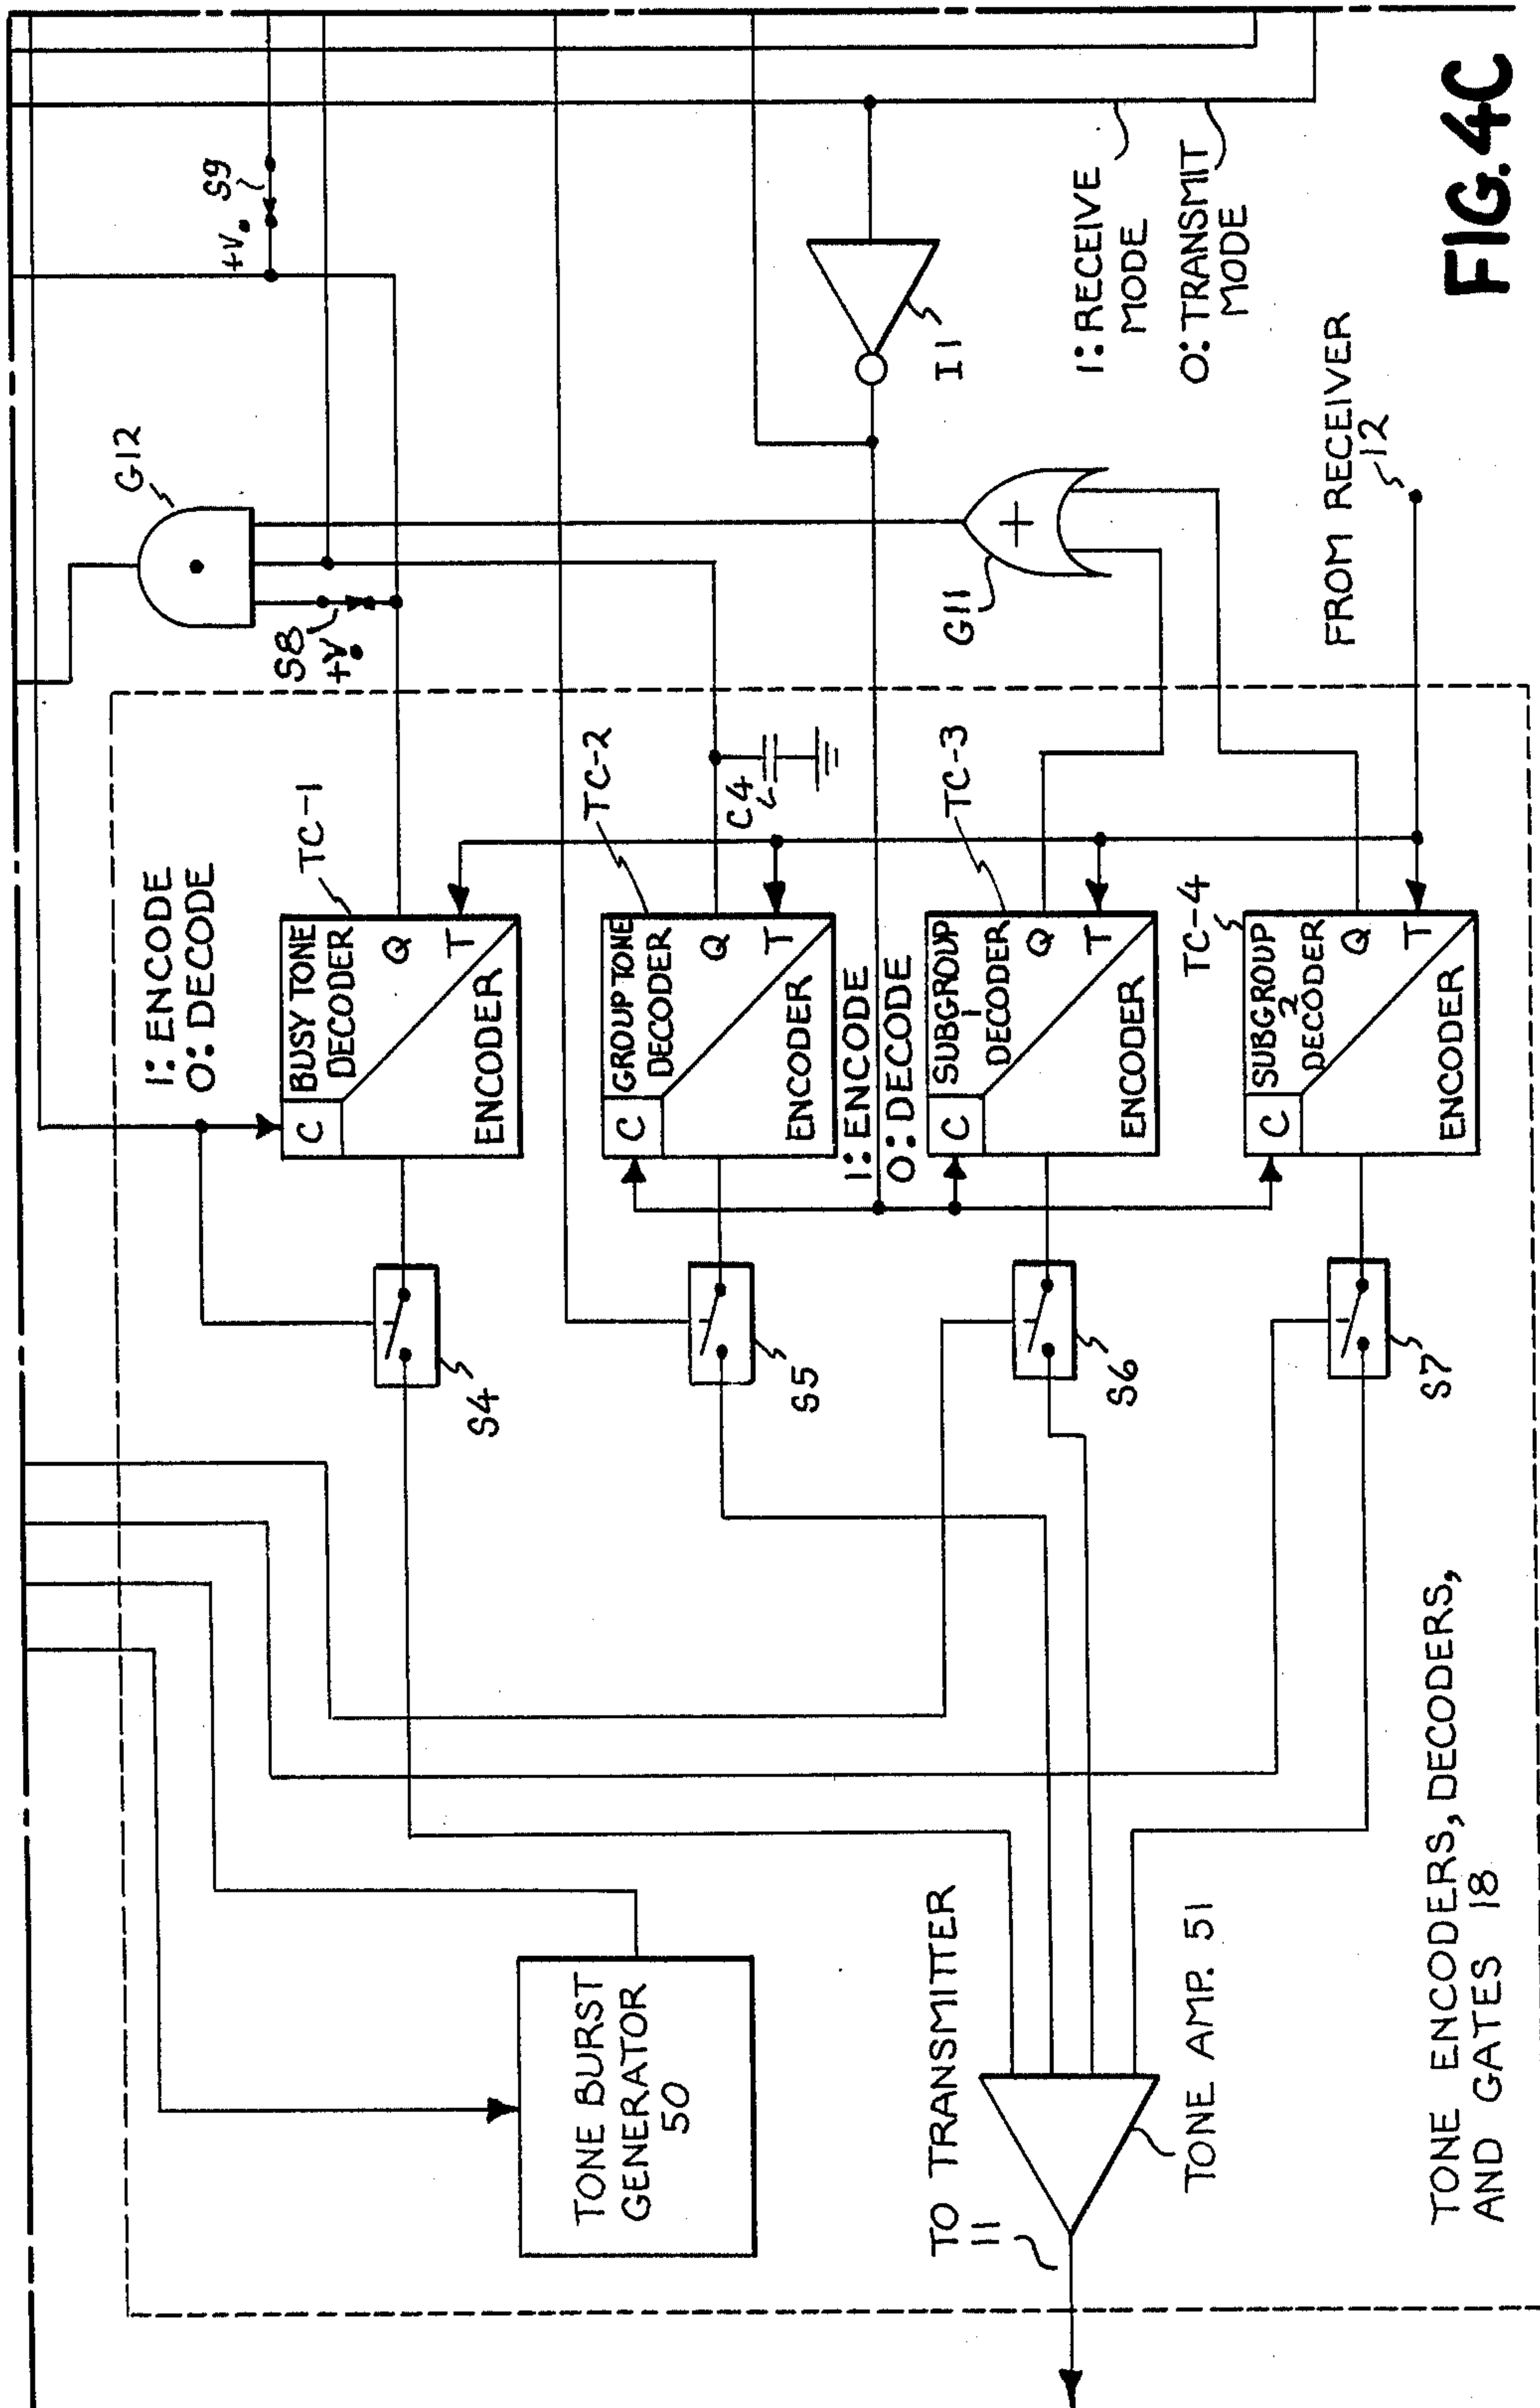 1: ENCODE
0: DECODE
TC-1
BUSY TONE
DECODER
C
Q
T
ENCODER
S4
G12
S8
+V
+V
S9
TC-2
GROUP TONE
DECODER
C
Q
T
ENCODER
C4
S5
1: ENCODE
0: DECODE
TC-3
SUBGROUP
1
DECODER
C
Q
T
ENCODER
S6
TC-4
SUBGROUP
2
DECODER
C
Q
T
ENCODER
S7
G11
+
I1
1: RECEIVE
MODE
0: TRANSMIT
MODE
FROM RECEIVER
12
TONE BURST
GENERATOR
50
TO TRANSMITTER
11
TONE AMP. 51
TONE ENCODERS, DECODERS,
AND GATES 18
FIG. 4C